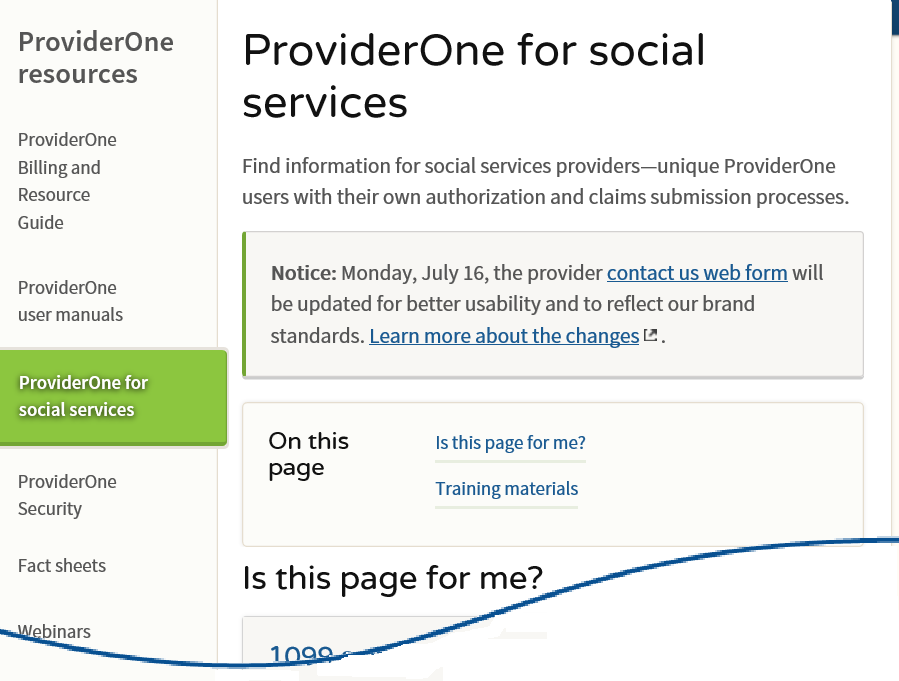 ProviderOne
resources
ProviderOne
Billing and
Resource
Guide
ProviderOne
user manuals
ProviderOne for
social services
ProviderOne
Security
Fact sheets
Webinars
ProviderOne for social
services
Find information for social services providers—unique ProviderOne
users with their own authorization and claims submission processes.
Notice: Monday, July 16, the provider contact us web form will
be updated for better usability and to reflect our brand
standards. Learn more about the changes.
On this
page
Is this page for me?
Training materials
Is this page for me?
1099